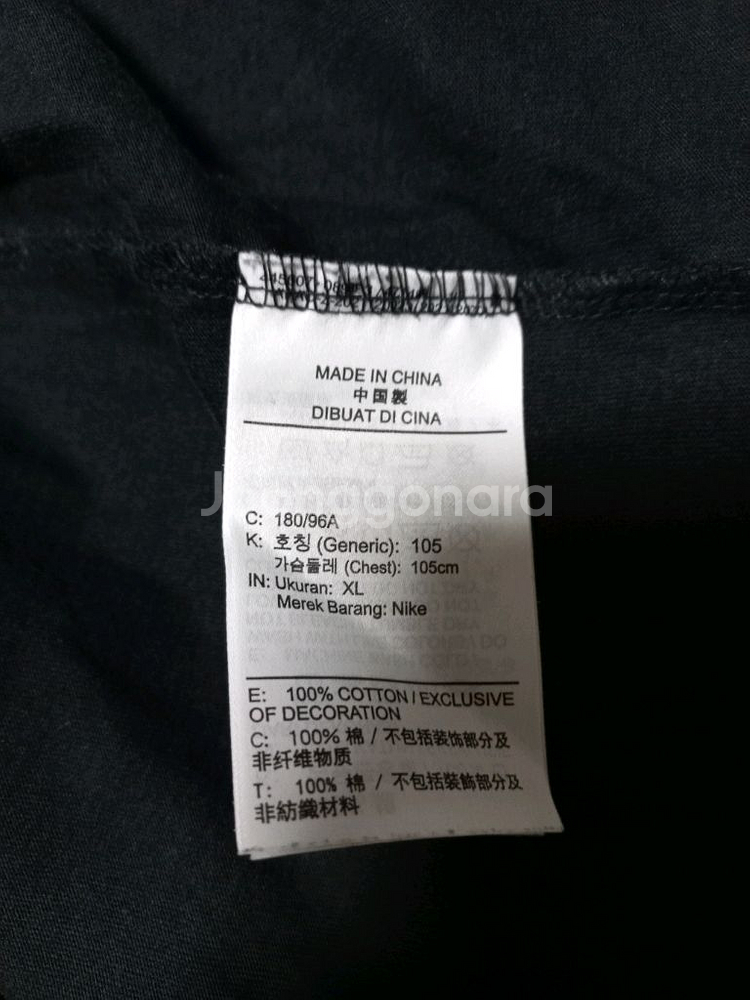 MADE IN CHINA
中国製
DIBUAT DI CINA
Joonggonara
C: 180/96A
K: 호칭 (Generic): 105
가슴둘레 (Chest): 105cm
IN: Ukuran: XL
Merek Barang: Nike
E: 100% COTTON / EXCLUSIVE
OF DECORATION
C: 100% 棉 / 不包括装饰部分及
非纤维物质
T: 100% 棉 / 不包括裝飾部分及
非紡織材料